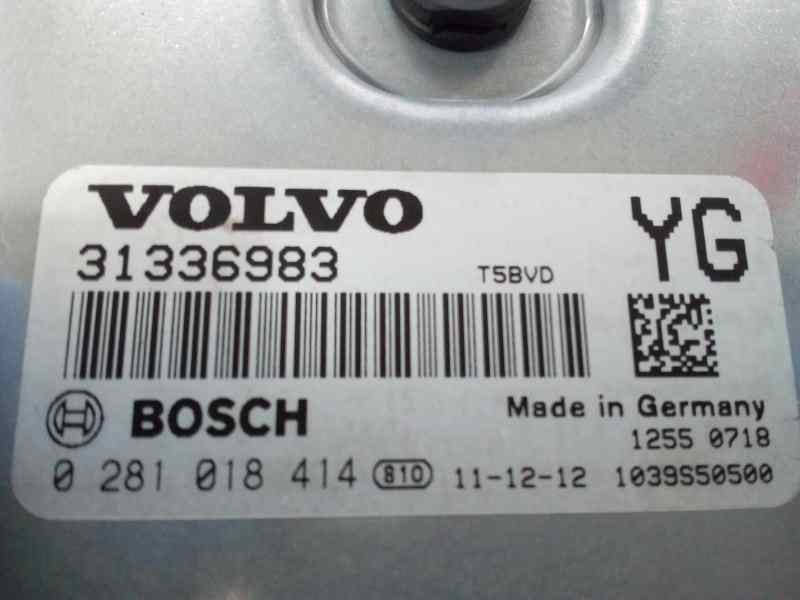 VOLVO
YG
31336983 T5BVD
BOSCH Made in Germany
1255 0718
0 281 018 414 810 11-12-12 1039S50500